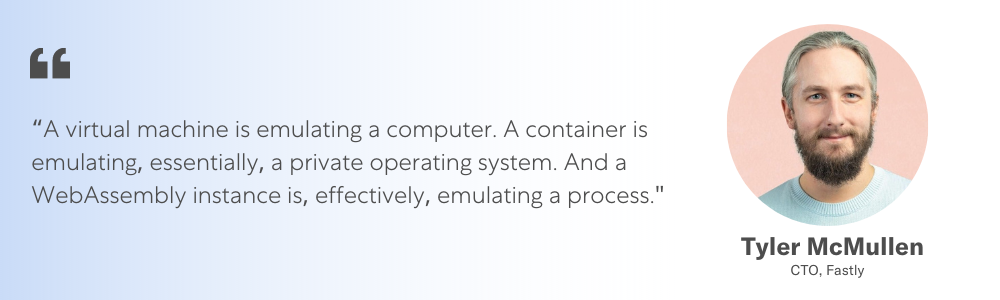 “
“A virtual machine is emulating a computer. A container is
emulating, essentially, a private operating system. And a
WebAssembly instance is, effectively, emulating a process."
Tyler McMullen
CTO, Fastly